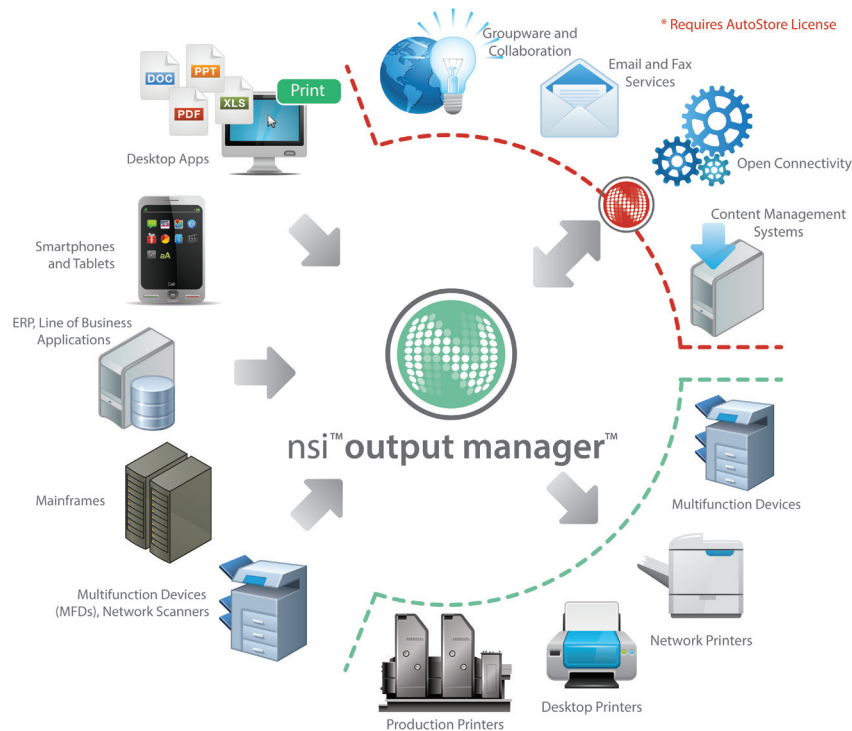 * Requires AutoStore License
Groupware and
Collaboration
DOC
PPT
PDF
XLS
Print
Desktop Apps
Email and Fax
Services
Open Connectivity
Content Management
Systems
Smartphones
and Tablets
aA
Call
ERP, Line of Business
Applications
nsi™output manager™
Mainframes
Multifunction Devices
Multifunction Devices
(MFDs), Network Scanners
Network Printers
Desktop Printers
Production Printers